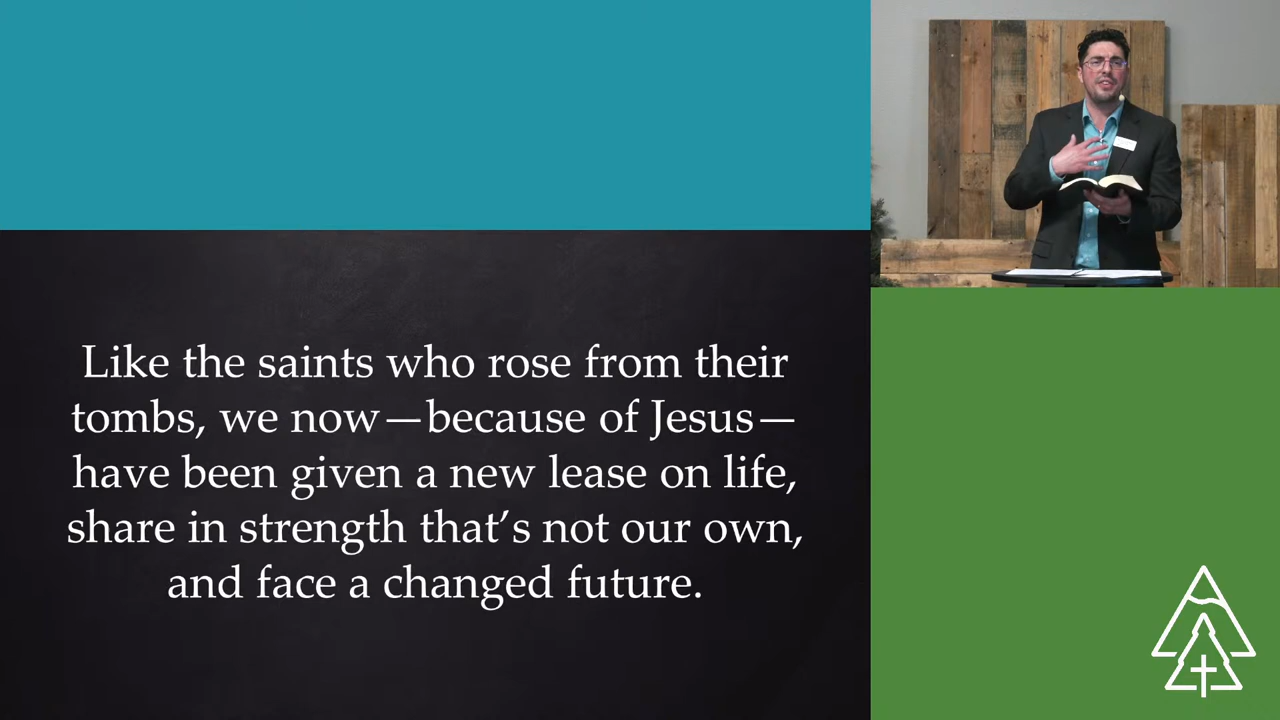 Like the saints who rose from their
tombs, we now—because of Jesus—
have been given a new lease on life,
share in strength that’s not our own,
and face a changed future.